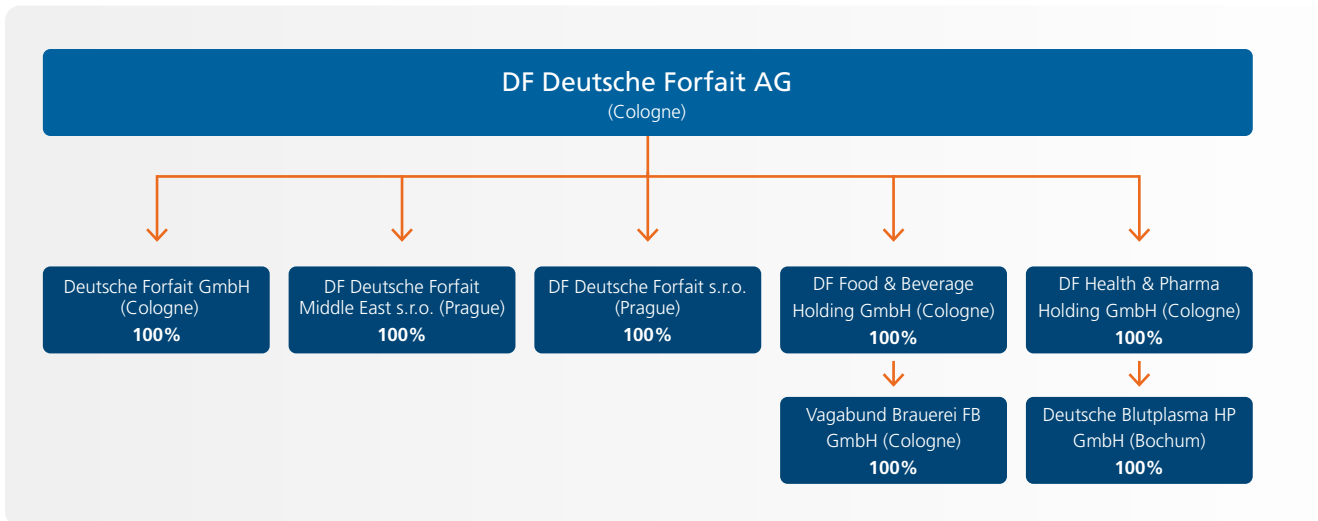 DF Deutsche Forfait AG
(Cologne)
Deutsche Forfait GmbH
(Cologne)
100%
DF Deutsche Forfait
Middle East s.r.o. (Prague)
100%
DF Deutsche Forfait s.r.o.
(Prague)
100%
DF Food & Beverage
Holding GmbH (Cologne)
100%
DF Health & Pharma
Holding GmbH (Cologne)
100%
Vagabund Brauerei FB
GmbH (Cologne)
100%
Deutsche Blutplasma HP
GmbH (Bochum)
100%